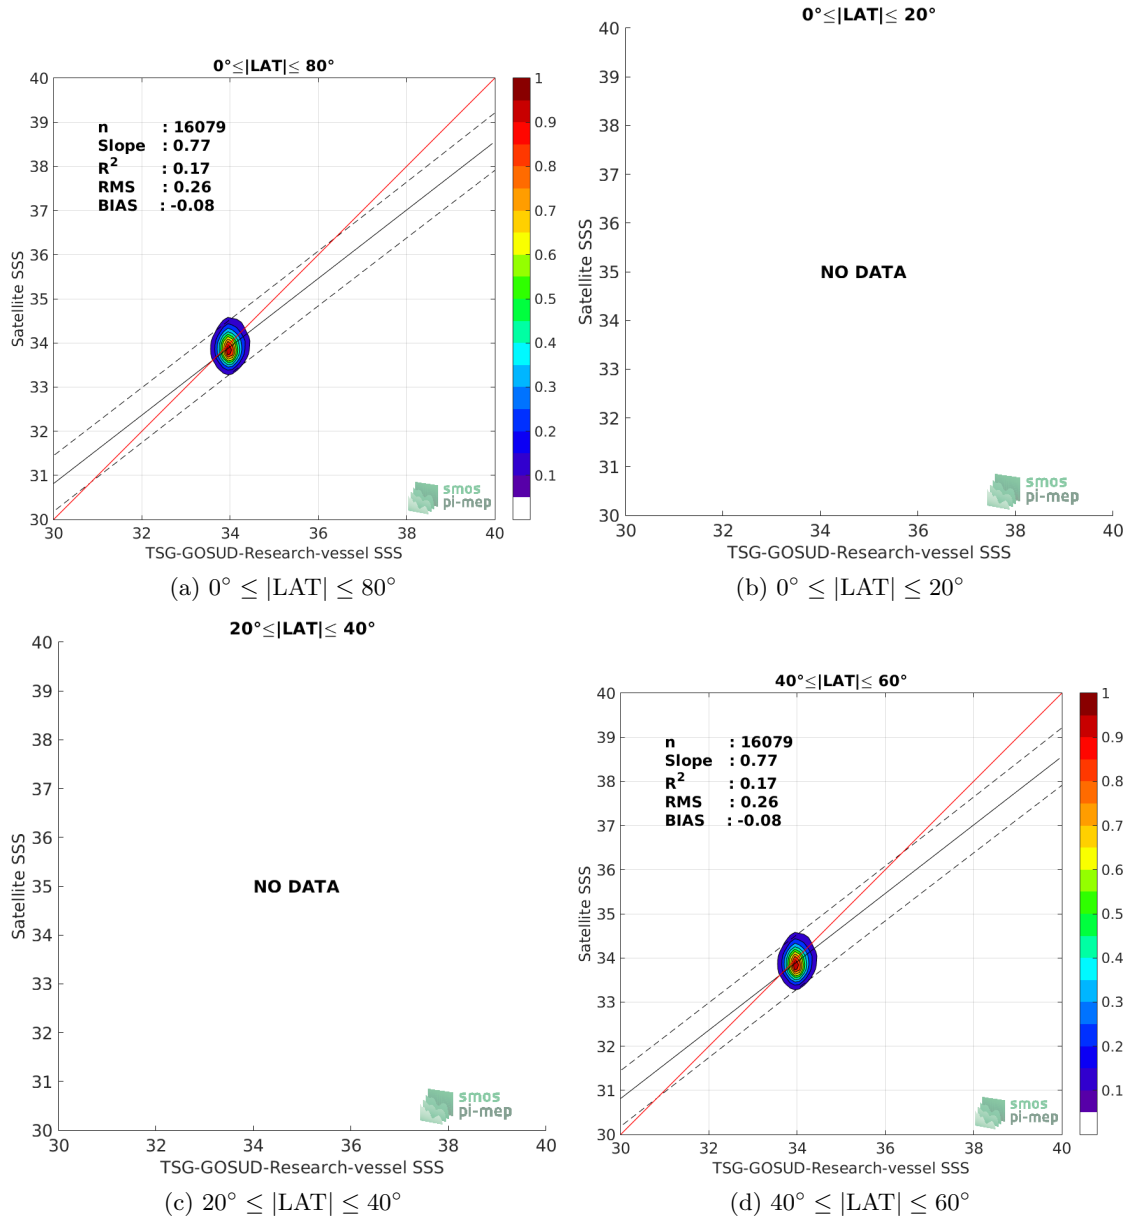 0°≤|LAT|≤ 80°
40
39
38
37
36
35
34
33
32
31
30
Satellite SSS
n : 16079
Slope : 0.77
R2 : 0.17
RMS : 0.26
BIAS : -0.08
smos
pi-mep
30 32 34 36 38 40
TSG-GOSUD-Research-vessel SSS
1
0.9
0.8
0.7
0.6
0.5
0.4
0.3
0.2
0.1
(a) 0° ≤ |LAT| ≤ 80°
0°≤|LAT|≤ 20°
40
39
38
37
36
35
34
33
32
31
30
Satellite SSS
NO DATA
smos
pi-mep
30 32 34 36 38 40
TSG-GOSUD-Research-vessel SSS
(b) 0° ≤ |LAT| ≤ 20°
20°≤|LAT|≤ 40°
40
39
38
37
36
35
34
33
32
31
30
Satellite SSS
NO DATA
smos
pi-mep
30 32 34 36 38 40
TSG-GOSUD-Research-vessel SSS
(c) 20° ≤ |LAT| ≤ 40°
40°≤|LAT|≤ 60°
40
39
38
37
36
35
34
33
32
31
30
Satellite SSS
n : 16079
Slope : 0.77
R2 : 0.17
RMS : 0.26
BIAS : -0.08
smos
pi-mep
30 32 34 36 38 40
TSG-GOSUD-Research-vessel SSS
1
0.9
0.8
0.7
0.6
0.5
0.4
0.3
0.2
0.1
(d) 40° ≤ |LAT| ≤ 60°